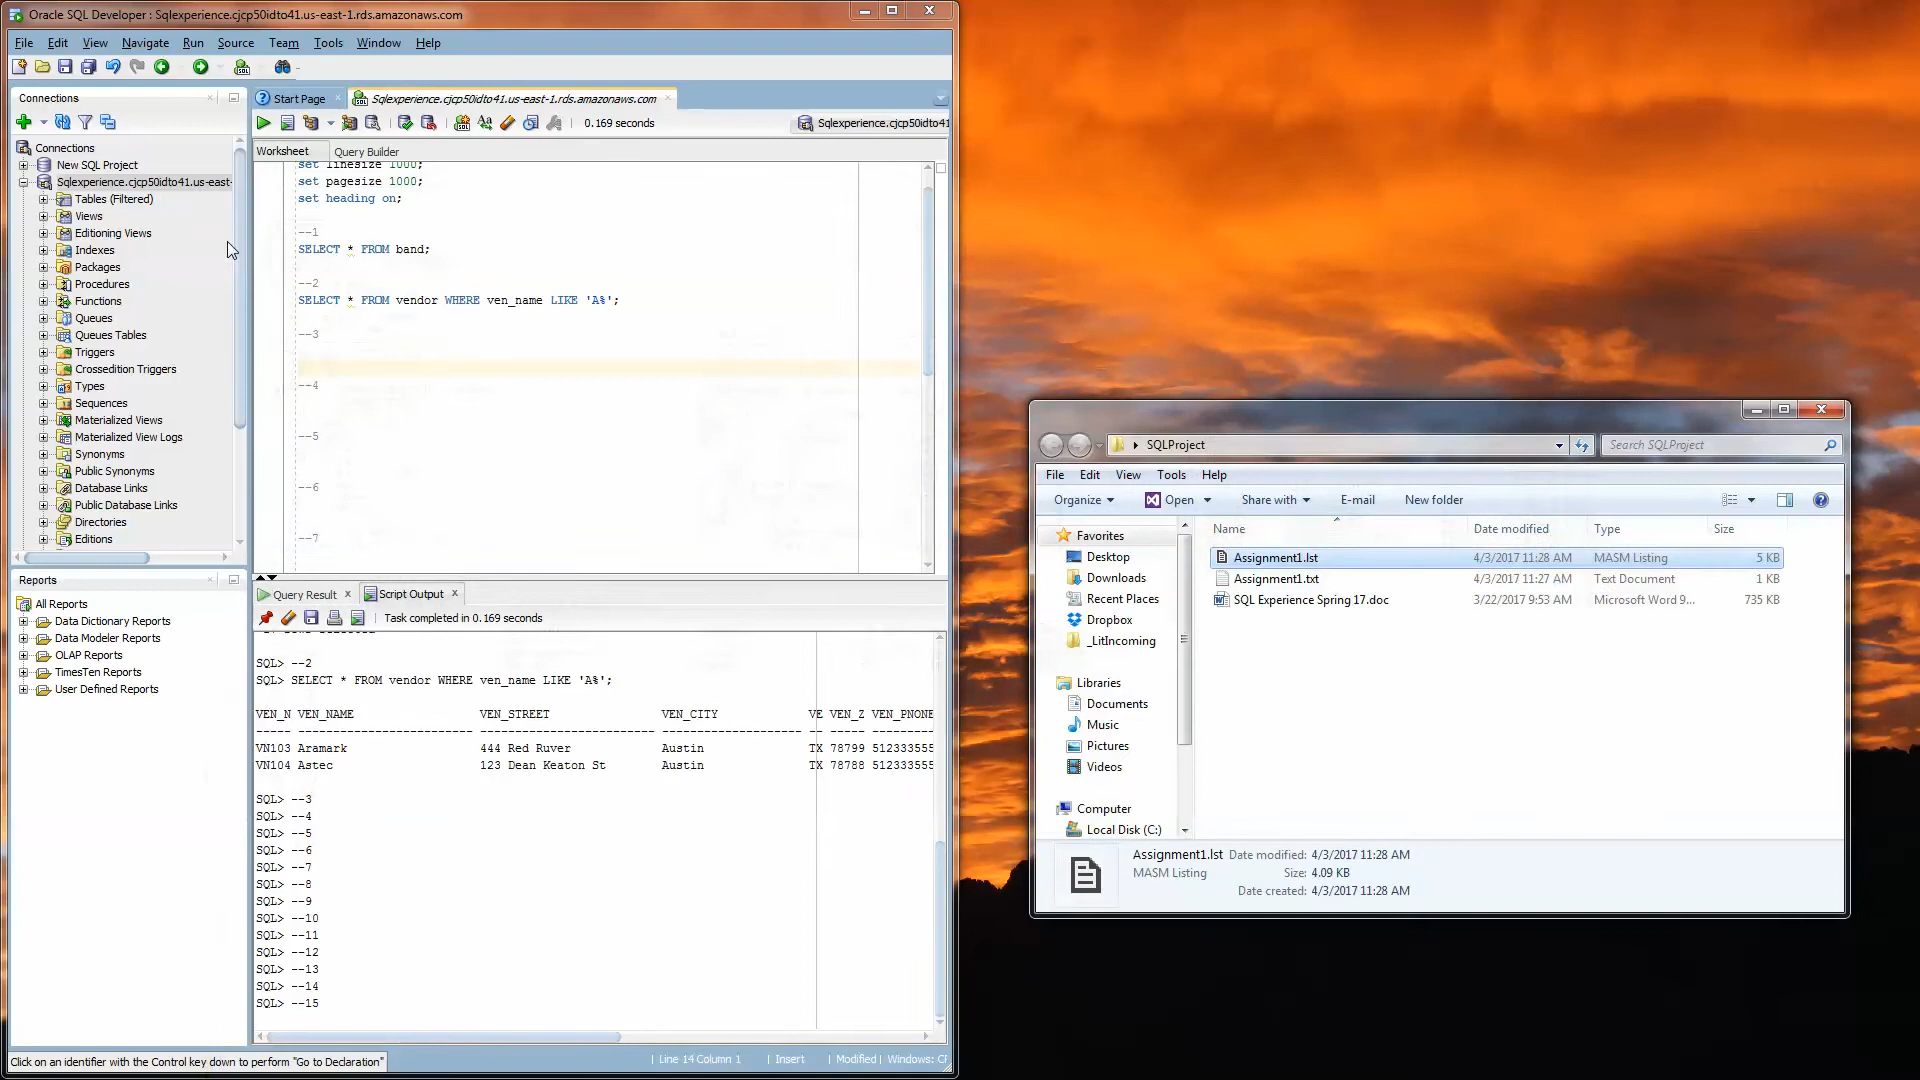 Oracle SQL Developer : Sqlexperience.cjcp50idto41.us-east-1.rds.amazonaws.com
File Edit View Navigate Run Source Team Tools Window Help
Connections
Connections
New SQL Project
Sqlexperience.cjcp50idto41.us-east-
Tables (Filtered)
Views
Editioning Views
Indexes
Packages
Procedures
Functions
Queues
Queues Tables
Triggers
Crossedition Triggers
Types
Sequences
Materialized Views
Materialized View Logs
Synonyms
Public Synonyms
Database Links
Public Database Links
Directories
Editions
Reports
All Reports
Data Dictionary Reports
Data Modeler Reports
OLAP Reports
TimesTen Reports
User Defined Reports
Start Page Sqlexperience.cjcp50idto41.us-east-1.rds.amazonaws.com
0.169 seconds Sqlexperience.cjcp50idto41
Worksheet Query Builder
set linesize 1000;
set pagesize 1000;
set heading on;
--1
SELECT * FROM band;
--2
SELECT * FROM vendor WHERE ven_name LIKE 'A%';
--3
--4
--5
--6
--7
Query Result Script Output
Task completed in 0.169 seconds
SQL> --2
SQL> SELECT * FROM vendor WHERE ven_name LIKE 'A%';
VEN_N VEN_NAME VEN_STREET VEN_CITY VE VEN_Z VEN_PNONE
----- ------------------------- ------------------------- -------------------- -- ----- ---------
VN103 Aramark 444 Red Ruver Austin TX 78799 512333555
VN104 Astec 123 Dean Keaton St Austin TX 78788 512333555
SQL> --3
SQL> --4
SQL> --5
SQL> --6
SQL> --7
SQL> --8
SQL> --9
SQL> --10
SQL> --11
SQL> --12
SQL> --13
SQL> --14
SQL> --15
Click on an identifier with the Control key down to perform "Go to Declaration"
Line 14 Column 1 Insert Modified Windows: CF
SQLProject Search SQLProject
File Edit View Tools Help
Organize Open Share with E-mail New folder
Favorites
Desktop
Downloads
Recent Places
Dropbox
_LitIncoming
Libraries
Documents
Music
Pictures
Videos
Computer
Local Disk (C:)
Name Date modified Type Size
Assignment1.lst 4/3/2017 11:28 AM MASM Listing 5 KB
Assignment1.txt 4/3/2017 11:27 AM Text Document 1 KB
SQL Experience Spring 17.doc 3/22/2017 9:53 AM Microsoft Word 9... 735 KB
Assignment1.lst Date modified: 4/3/2017 11:28 AM
MASM Listing Size: 4.09 KB
Date created: 4/3/2017 11:28 AM